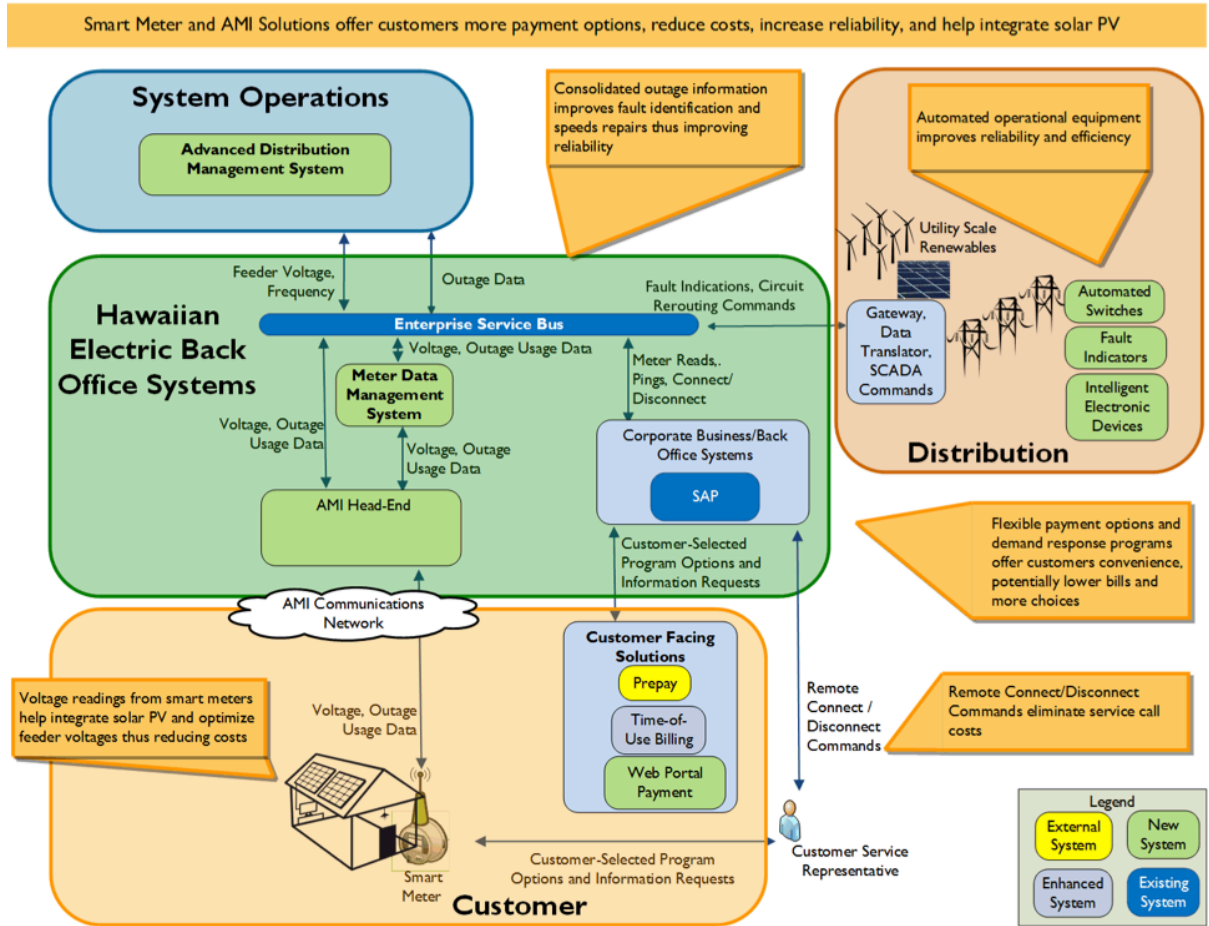 Smart Meter and AMI Solutions offer customers more payment options, reduce costs, increase reliability, and help integrate solar PV
System Operations
Advanced Distribution
Management System
Consolidated outage information
improves fault identification and
speeds repairs thus improving
reliability
Automated operational equipment
improves reliability and efficiency
Utility Scale
Renewables
Feeder Voltage,
Frequency
Outage Data
Fault Indications, Circuit
Rerouting Commands
Hawaiian
Electric Back
Office Systems
Enterprise Service Bus
Voltage, Outage Usage Data
Meter Data
Management
System
Meter Reads,.
Pings, Connect/
Disconnect
Gateway,
Data
Translator,
SCADA
Commands
Automated
Switches
Fault
Indicators
Intelligent
Electronic
Devices
Distribution
Voltage, Outage
Usage Data
Voltage, Outage
Usage Data
Corporate Business/Back
Office Systems
SAP
AMI Head-End
Customer-Selected
Program Options and
Information Requests
Flexible payment options and
demand response programs
offer customers convenience,
potentially lower bills and
more choices
AMI Communications
Network
Customer Facing
Solutions
Prepay
Time-of-
Use Billing
Web Portal
Payment
Voltage readings from smart meters
help integrate solar PV and optimize
feeder voltages thus reducing costs
Voltage, Outage
Usage Data
Remote
Connect /
Disconnect
Commands
Remote Connect/Disconnect
Commands eliminate service call
costs
Smart
Meter
Customer-Selected Program
Options and Information Requests
Customer Service
Representative
Customer
Legend
External
System
New
System
Enhanced
System
Existing
System